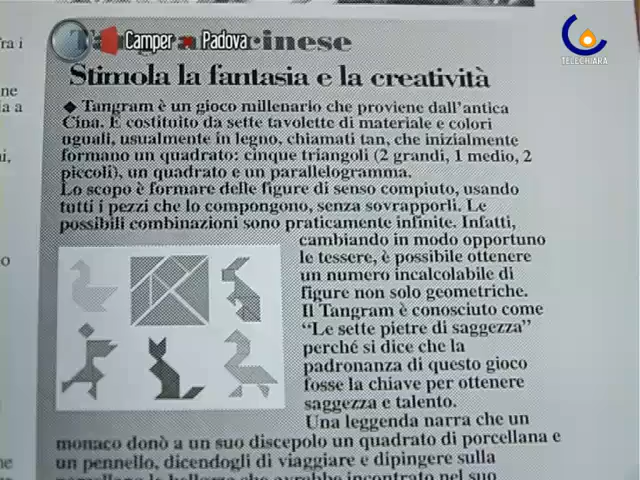 Camper Padova
TELECHIARA
cinese
Stimola la fantasia e la creatività
◆ Tangram è un gioco millenario che proviene dall'antica
Cina. È costituito da sette tavolette di materiale e colori
uguali, usualmente in legno, chiamati tan, che inizialmente
formano un quadrato: cinque triangoli (2 grandi, 1 medio, 2
piccoli), un quadrato e un parallelogramma.
Lo scopo è formare delle figure di senso compiuto, usando
tutti i pezzi che lo compongono, senza sovrapporli. Le
possibili combinazioni sono praticamente infinite. Infatti,
cambiando in modo opportuno
le tessere, è possibile ottenere
un numero incalcolabile di
figure non solo geometriche.
Il Tangram è conosciuto come
"Le sette pietre di saggezza"
perché si dice che la
padronanza di questo gioco
fosse la chiave per ottenere
saggezza e talento.
Una leggenda narra che un
monaco donò a un suo discepolo un quadrato di porcellana e
un pennello, dicendogli di viaggiare e dipingere sulla